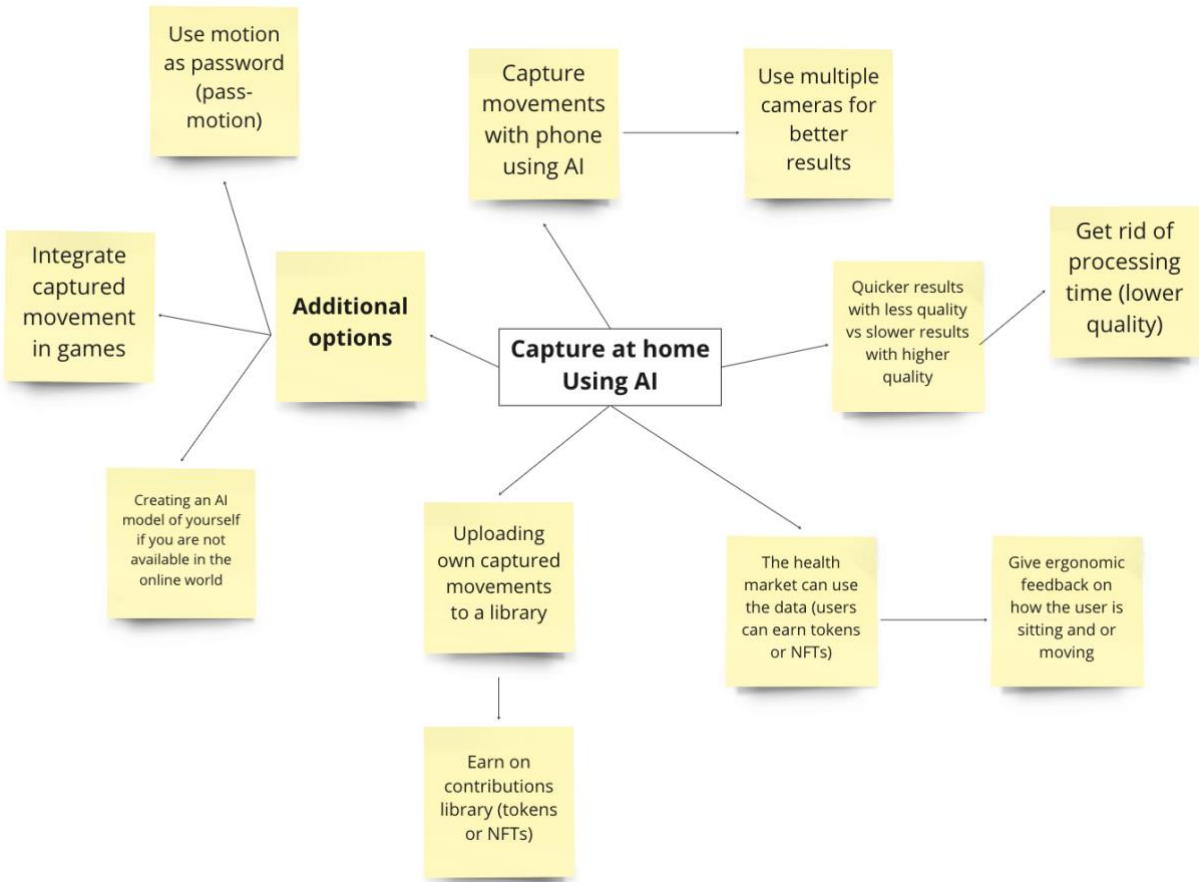 Use motion
as password
(pass-
motion)
Capture
movements
with phone
using AI
Use multiple
cameras for
better
results
Integrate
captured
movement
in games
Additional
options
Capture at home
Using AI
Quicker results
with less quality
vs slower results
with higher
quality
Get rid of
processing
time (lower
quality)
Creating an AI
model of yourself
if you are not
available in the
online world
Uploading
own captured
movements
to a library
The health
market can use
the data (users
can earn tokens
or NFTs)
Give ergonomic
feedback on
how the user is
sitting and or
moving
Earn on
contributions
library (tokens
or NFTs)